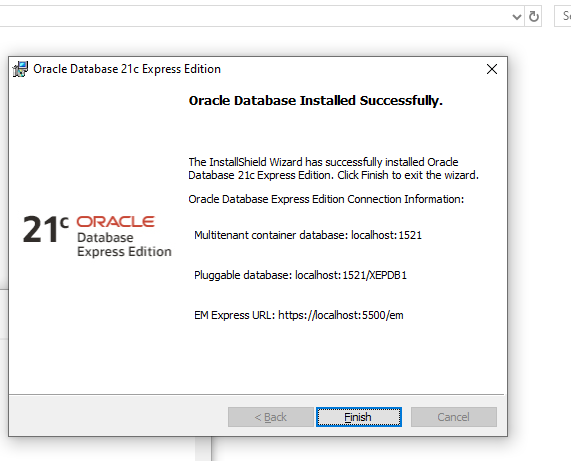 Se
Oracle Database 21c Express Edition
Oracle Database Installed Successfully.
The InstallShield Wizard has successfully installed Oracle
Database 21c Express Edition. Click Finish to exit the wizard.
Oracle Database Express Edition Connection Information:
Multitenant container database: localhost:1521
Pluggable database: localhost:1521/XEPDB1
EM Express URL: https://localhost:5500/em
21c ORACLE
Database
Express Edition
< Back
Finish
Cancel